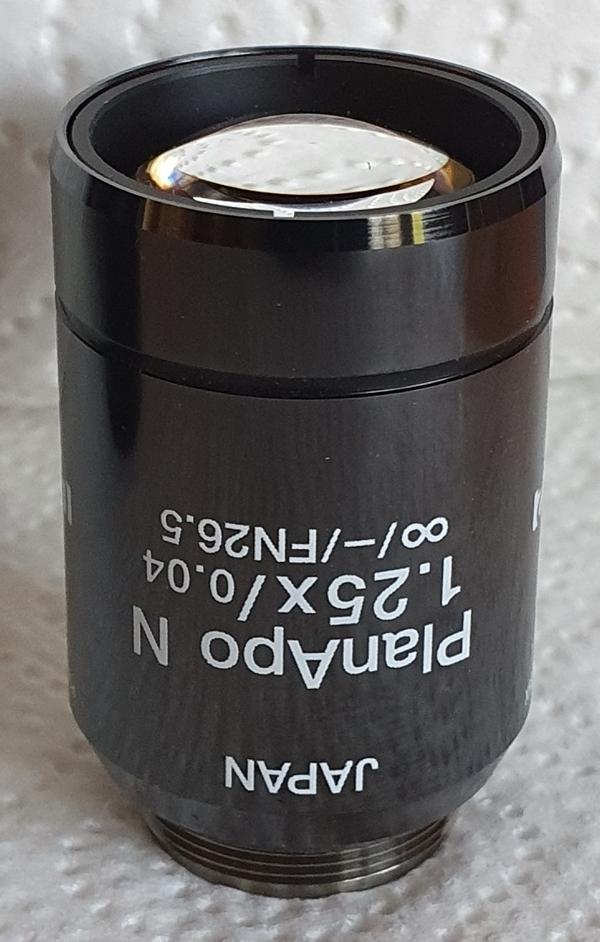 JAPAN
PlanApo N
1.25x/0.04
∞/–/FN26.5